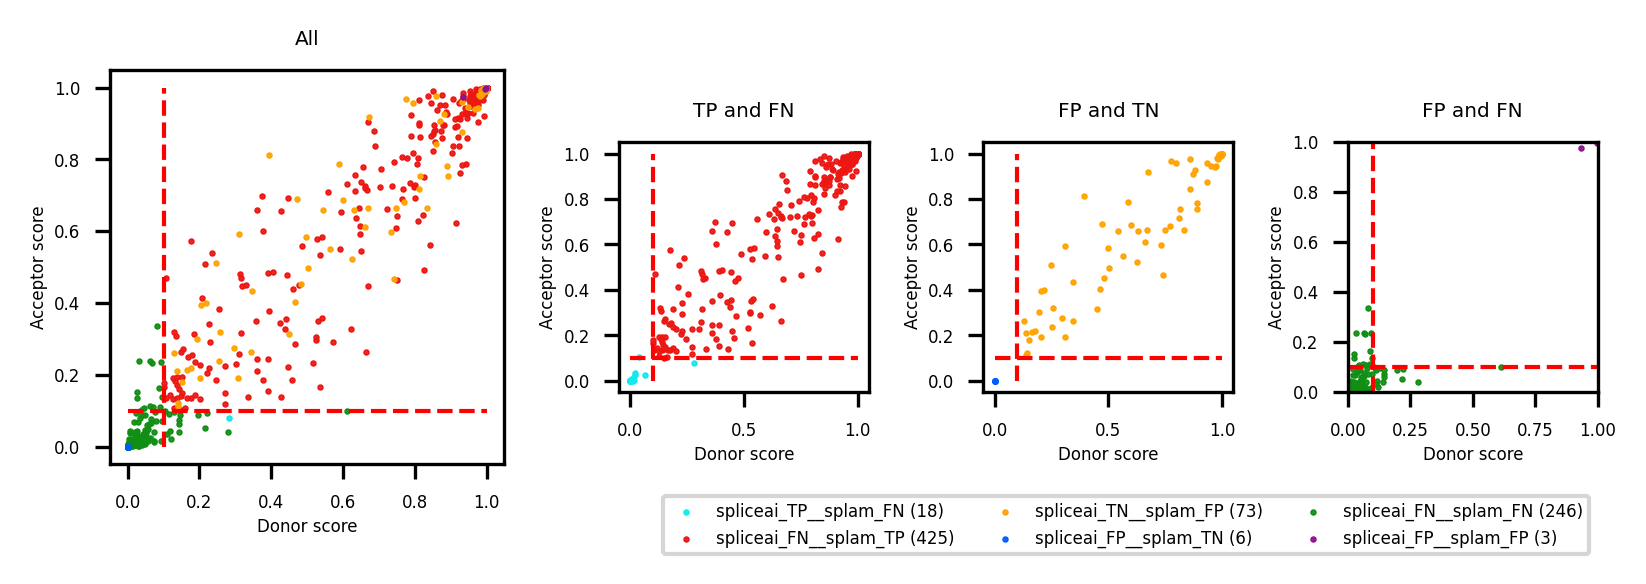 All
Acceptor score
1.0
0.8
0.6
0.4
0.2
0.0
0.0 0.2 0.4 0.6 0.8 1.0
Donor score
TP and FN
Acceptor score
1.0
0.8
0.6
0.4
0.2
0.0
0.0 0.5 1.0
Donor score
FP and TN
Acceptor score
1.0
0.8
0.6
0.4
0.2
0.0
0.0 0.5 1.0
Donor score
FP and FN
Acceptor score
1.0
0.8
0.6
0.4
0.2
0.0
0.00 0.25 0.50 0.75 1.00
Donor score
spliceai_TP__splam_FN (18)
spliceai_FN__splam_TP (425)
spliceai_TN__splam_FP (73)
spliceai_FP__splam_TN (6)
spliceai_FN__splam_FN (246)
spliceai_FP__splam_FP (3)